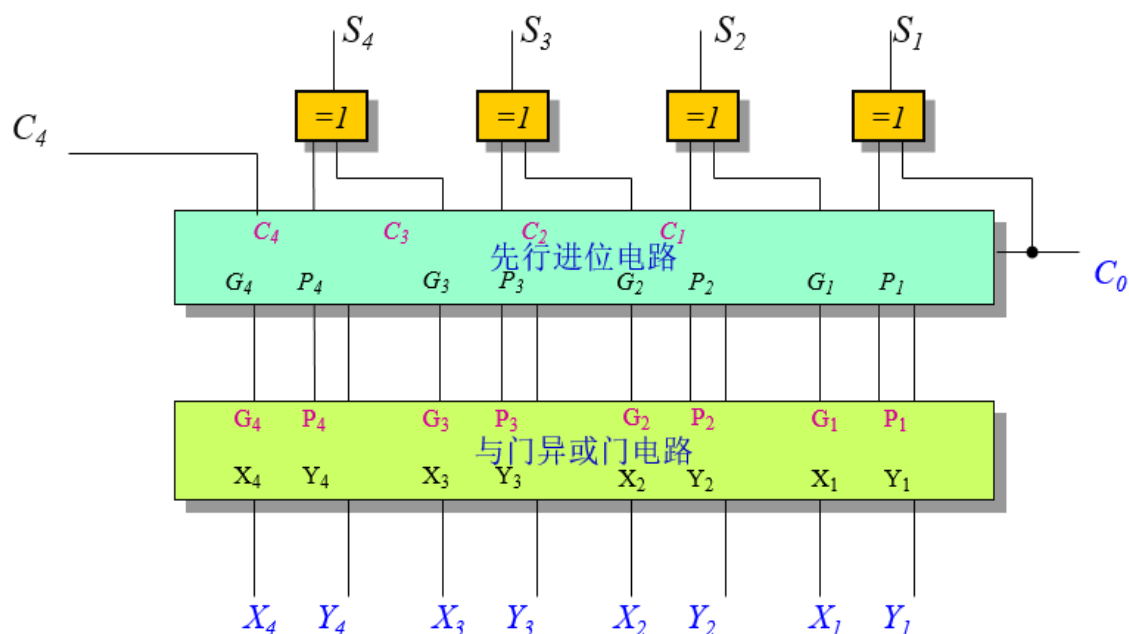 S₄ S₃ S₂ S₁
=1 =1 =1 =1
C₄
C₄ C₃ C₂ C₁
先行进位电路
C₀
G₄ P₄ G₃ P₃ G₂ P₂ G₁ P₁
G₄ P₄ G₃ P₃ G₂ P₂ G₁ P₁
与门异或门电路
X₄ Y₄ X₃ Y₃ X₂ Y₂ X₁ Y₁
X₄ Y₄ X₃ Y₃ X₂ Y₂ X₁ Y₁